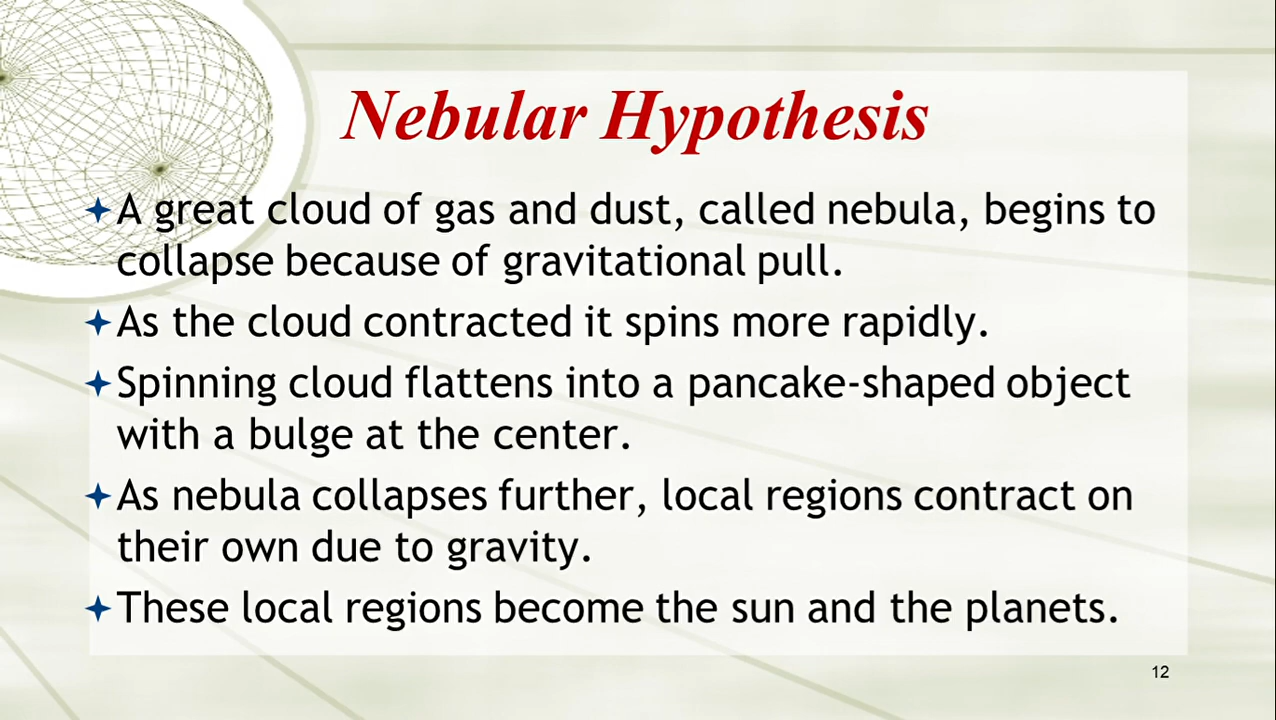 Nebular Hypothesis
A great cloud of gas and dust, called nebula, begins to
collapse because of gravitational pull.
As the cloud contracted it spins more rapidly.
Spinning cloud flattens into a pancake-shaped object
with a bulge at the center.
As nebula collapses further, local regions contract on
their own due to gravity.
These local regions become the sun and the planets.
12